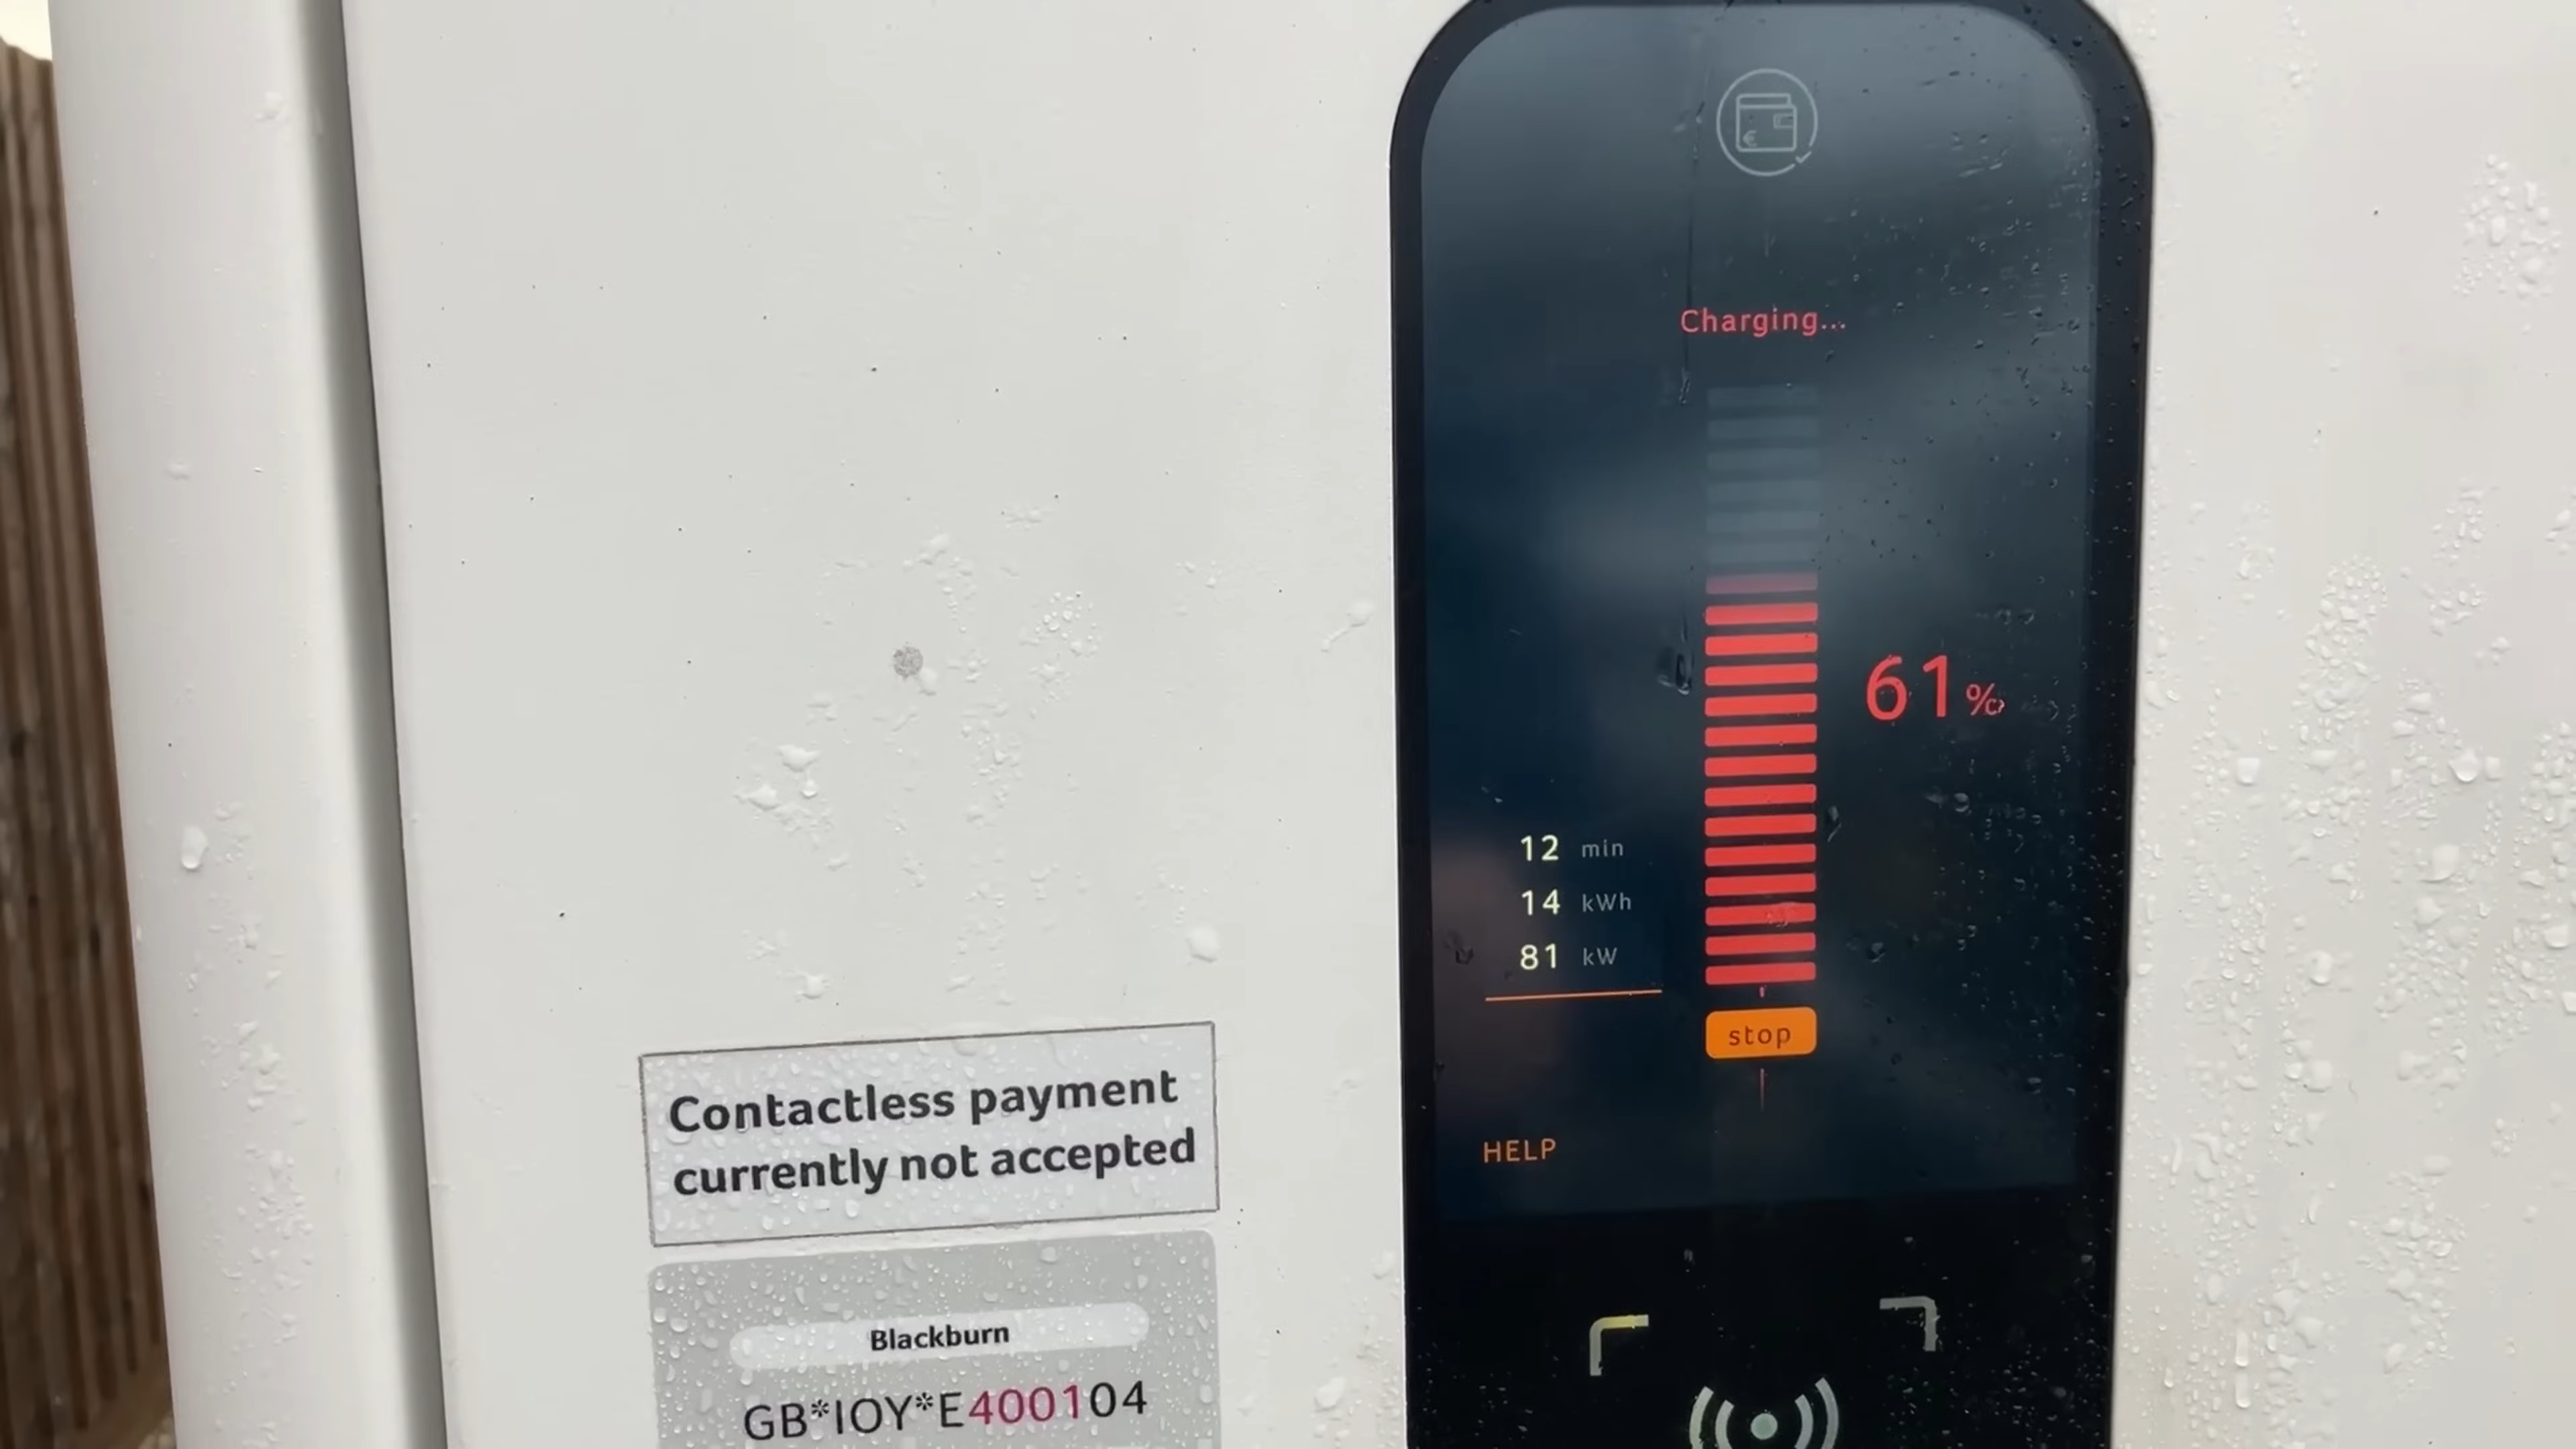 Charging...
61%
12 min
14 kWh
81 kW
stop
HELP
Contactless payment
currently not accepted
Blackburn
GB*IOY*E400104